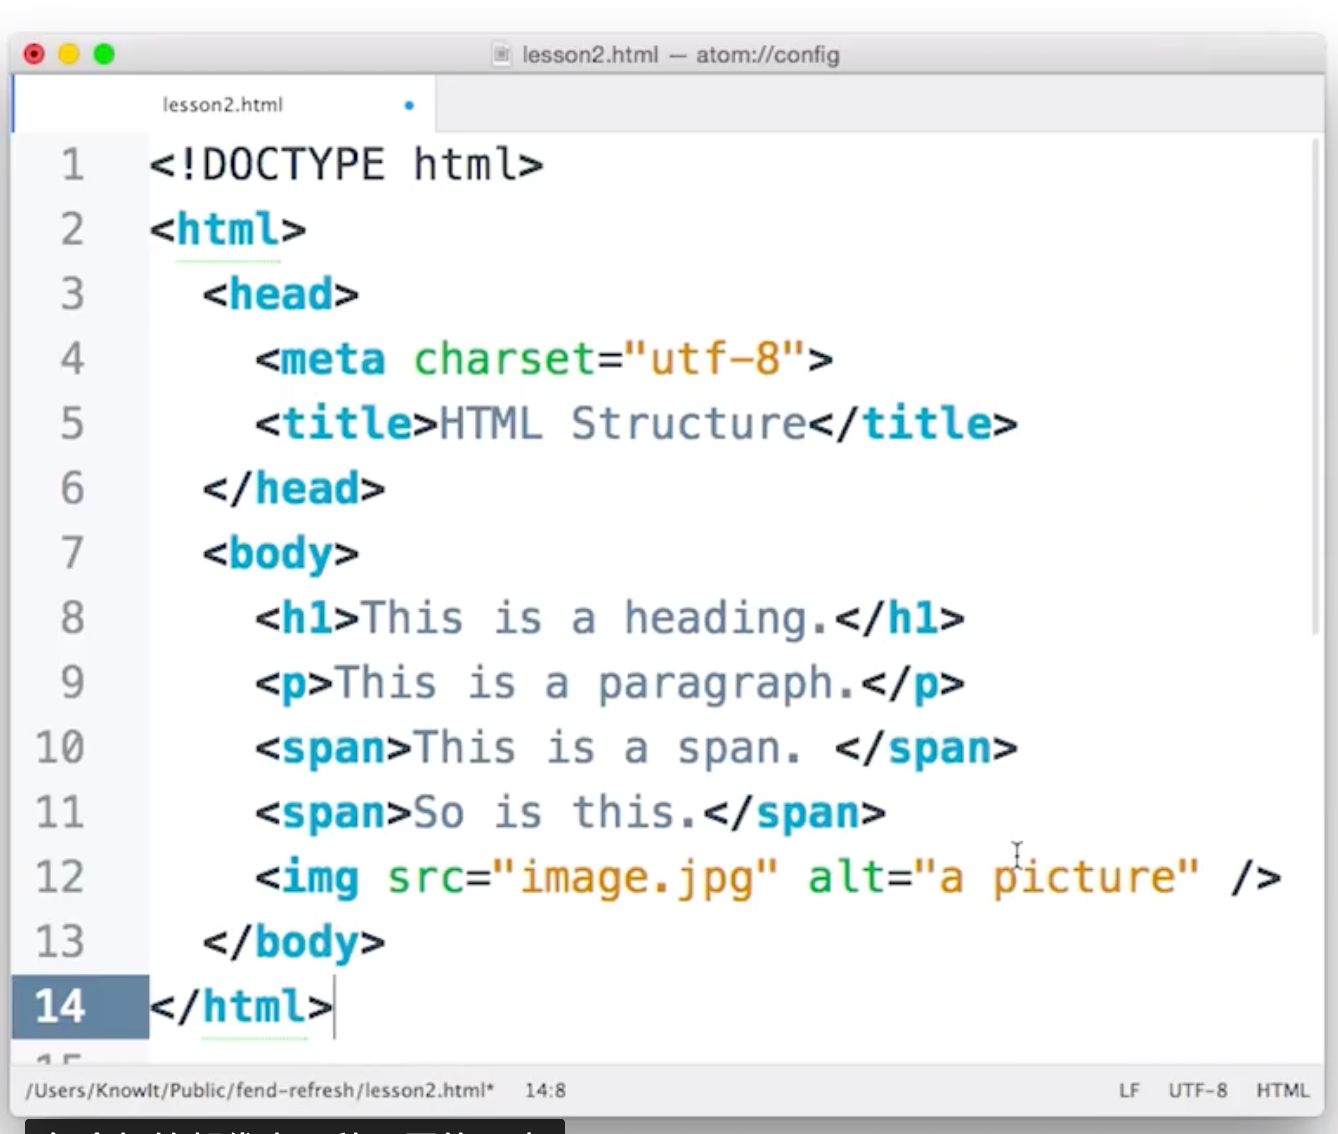 lesson2.html — atom://config
lesson2.html
1 <!DOCTYPE html>
2 <html>
3 <head>
4 <meta charset="utf-8">
5 <title>HTML Structure</title>
6 </head>
7 <body>
8 <h1>This is a heading.</h1>
9 <p>This is a paragraph.</p>
10 <span>This is a span. </span>
11 <span>So is this.</span>
12 <img src="image.jpg" alt="a picture" />
13 </body>
14 </html>
/Users/KnowIt/Public/fend-refresh/lesson2.html* 14:8 LF UTF-8 HTML